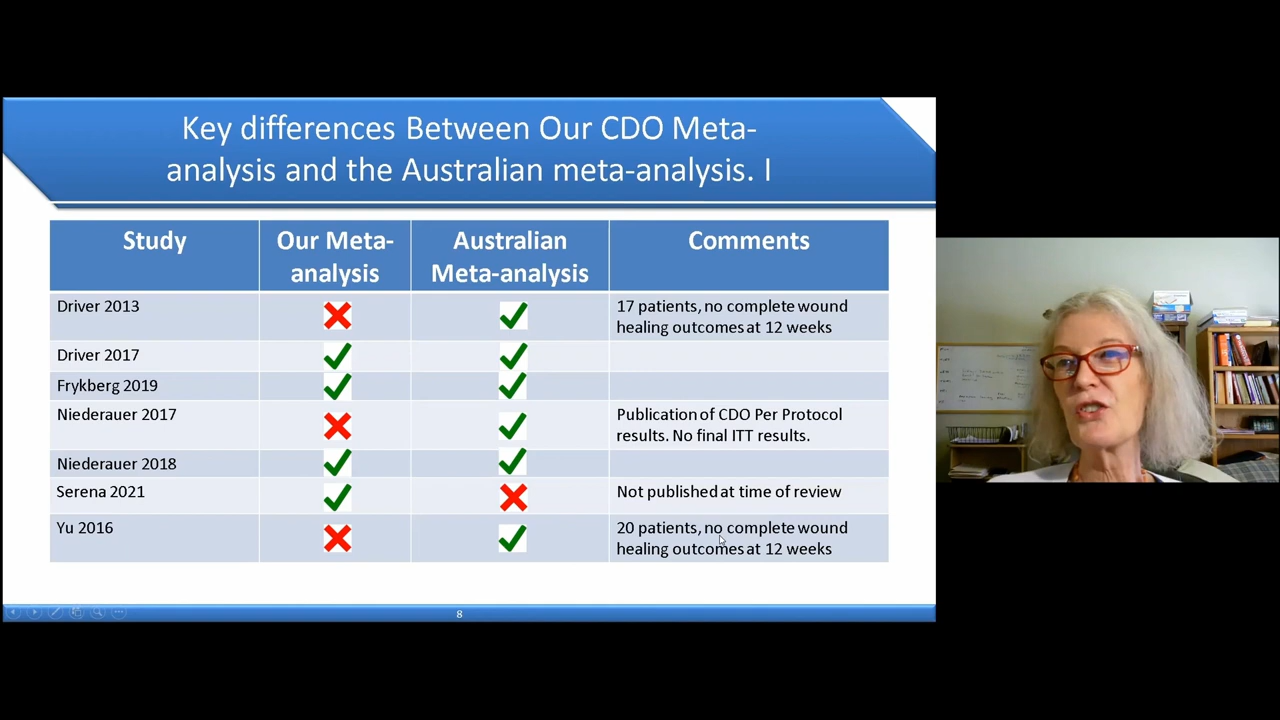 Key differences Between Our CDO Meta-
analysis and the Australian meta-analysis. I
Study
Our Meta-
analysis
Australian
Meta-analysis
Comments
Driver 2013
17 patients, no complete wound
healing outcomes at 12 weeks
Driver 2017
Frykberg 2019
Niederauer 2017
Publication of CDO Per Protocol
results. No final ITT results.
Niederauer 2018
Serena 2021
Not published at time of review
Yu 2016
20 patients, no complete wound
healing outcomes at 12 weeks
8